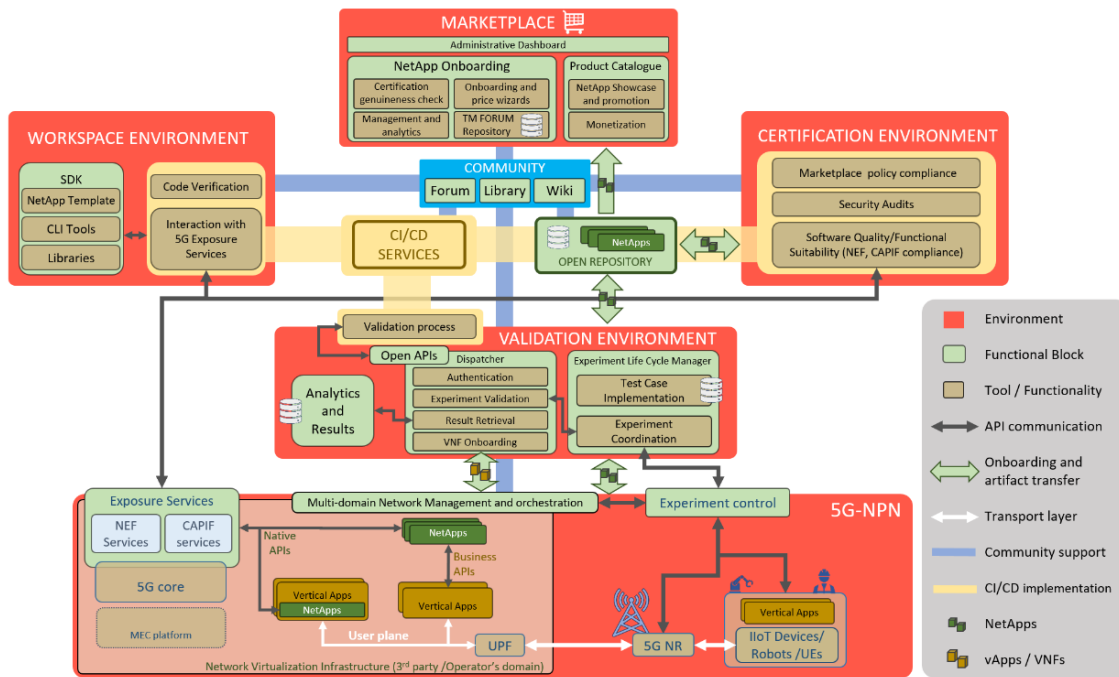 MARKETPLACE
Administrative Dashboard
NetApp Onboarding
Certification
genuineness check
Onboarding and
price wizards
Management and
analytics
TM FORUM
Repository
Product Catalogue
NetApp Showcase
and promotion
Monetization
WORKSPACE ENVIRONMENT
SDK
NetApp Template
CLI Tools
Libraries
Code Verification
Interaction with
5G Exposure
Services
COMMUNITY
Forum
Library
Wiki
CI/CD
SERVICES
NetApps
OPEN REPOSITORY
CERTIFICATION ENVIRONMENT
Marketplace policy compliance
Security Audits
Software Quality/Functional
Suitability (NEF, CAPIF compliance)
Validation process
VALIDATION ENVIRONMENT
Open APIs
Dispatcher
Authentication
Experiment Validation
Result Retrieval
VNF Onboarding
Analytics
and
Results
Experiment Life Cycle Manager
Test Case
Implementation
Experiment
Coordination
Exposure Services
NEF
Services
CAPIF
services
5G core
MEC platform
Multi-domain Network Management and orchestration
Experiment control
5G-NPN
Native
APIs
NetApps
Business
APIs
Vertical Apps
NetApps
Vertical Apps
User plane
UPF
5G NR
Vertical Apps
IIoT Devices/
Robots /UEs
Network Virtualization Infrastructure (3rd party /Operator's domain)
Environment
Functional Block
Tool / Functionality
API communication
Onboarding and
artifact transfer
Transport layer
Community support
CI/CD implementation
NetApps
vApps / VNFs